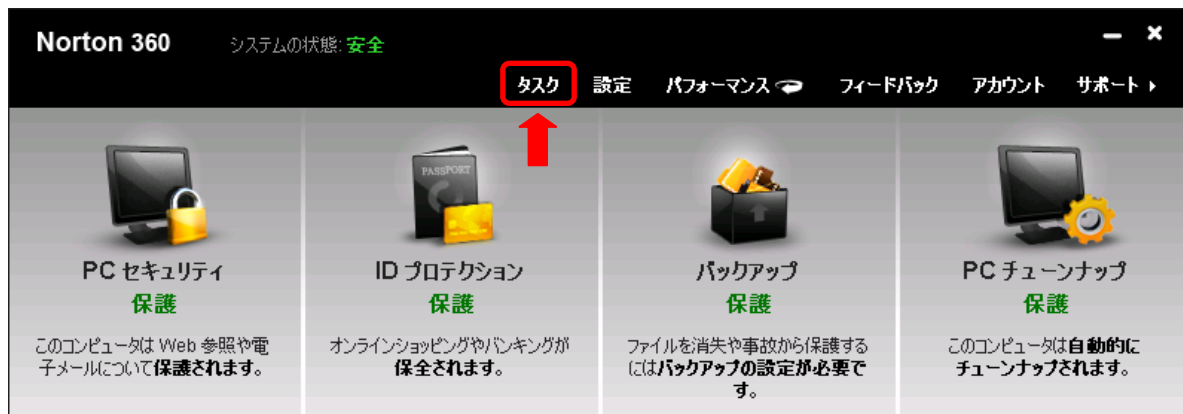 Norton 360 システムの状態: 安全
タスク 設定 パフォーマンス フィードバック アカウント サポート
PASSPORT
PC セキュリティ
保護
このコンピュータは Web 参照や電
子メールについて保護されます。
ID プロテクション
保護
オンラインショッピングやバンキングが
保全されます。
バックアップ
保護
ファイルを消失や事故から保護する
にはバックアップの設定が必要で
す。
PC チューンナップ
保護
このコンピュータは自動的に
チューンナップされます。